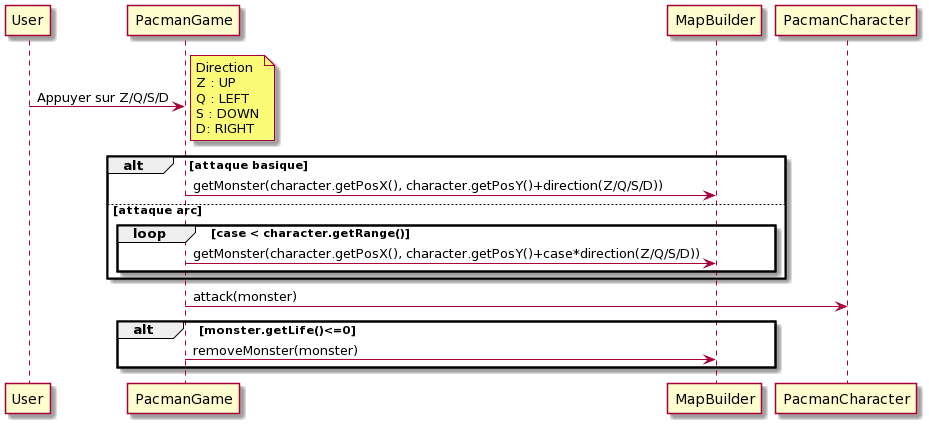 User
PacmanGame
MapBuilder
PacmanCharacter
Direction
Z : UP
Q : LEFT
S : DOWN
D: RIGHT
Appuyer sur Z/Q/S/D
alt [attaque basique]
getMonster(character.getPosX(), character.getPosY()+direction(Z/Q/S/D))
[attaque arc]
loop [case < character.getRange()]
getMonster(character.getPosX(), character.getPosY()+case*direction(Z/Q/S/D))
attack(monster)
alt [monster.getLife()<=0]
removeMonster(monster)
User
PacmanGame
MapBuilder
PacmanCharacter